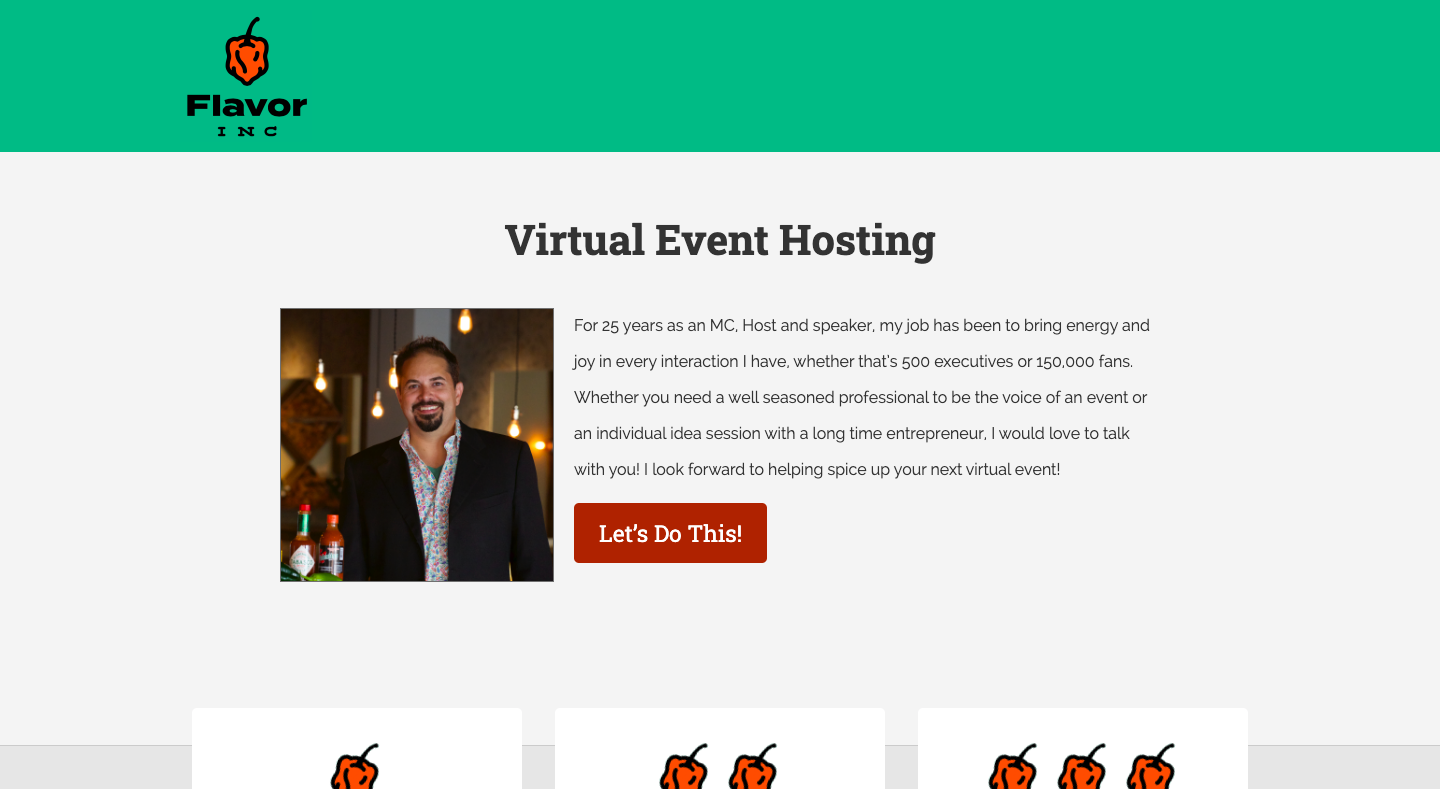 Flavor
INC
Virtual Event Hosting
For 25 years as an MC, Host and speaker, my job has been to bring energy and
joy in every interaction I have, whether that's 500 executives or 150,000 fans.
Whether you need a well seasoned professional to be the voice of an event or
an individual idea session with a long time entrepreneur, I would love to talk
with you! I look forward to helping spice up your next virtual event!
Let's Do This!